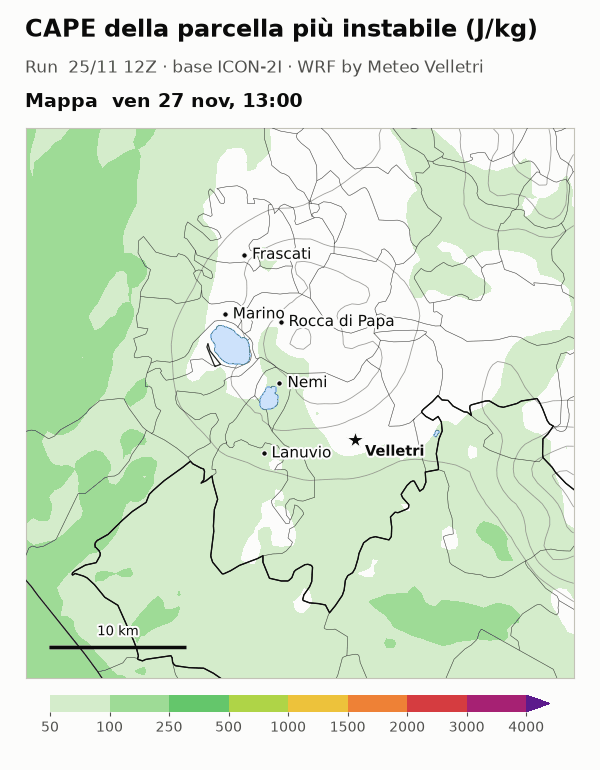 CAPE della parcella più instabile (J/kg)
Run  25/11 12Z · base ICON-2I · WRF by Meteo Velletri
Mappa  ven 27 nov, 13:00
Frascati
Marino
Rocca di Papa
Nemi
Velletri
Lanuvio
10 km
50 100 250 500 1000 1500 2000 3000 4000